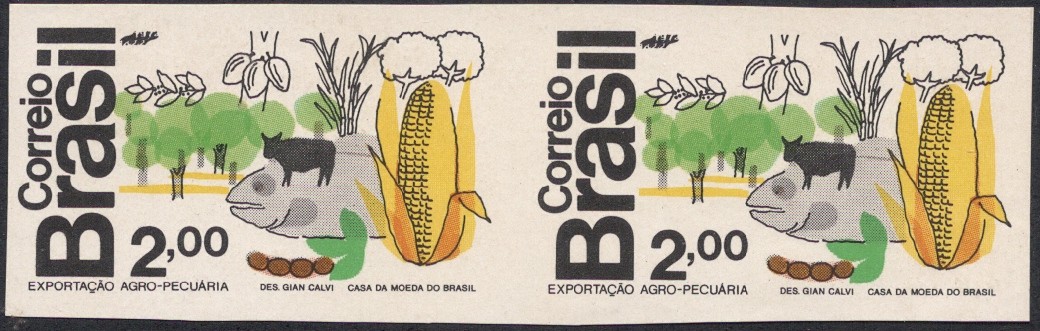 Correio
Brasil
2,00
EXPORTAÇÃO AGRO-PECUÁRIA
DES. GIAN CALVI CASA DA MOEDA DO BRASIL
Correio
Brasil
2,00
EXPORTAÇÃO AGRO-PECUÁRIA
DES. GIAN CALVI CASA DA MOEDA DO BRASIL